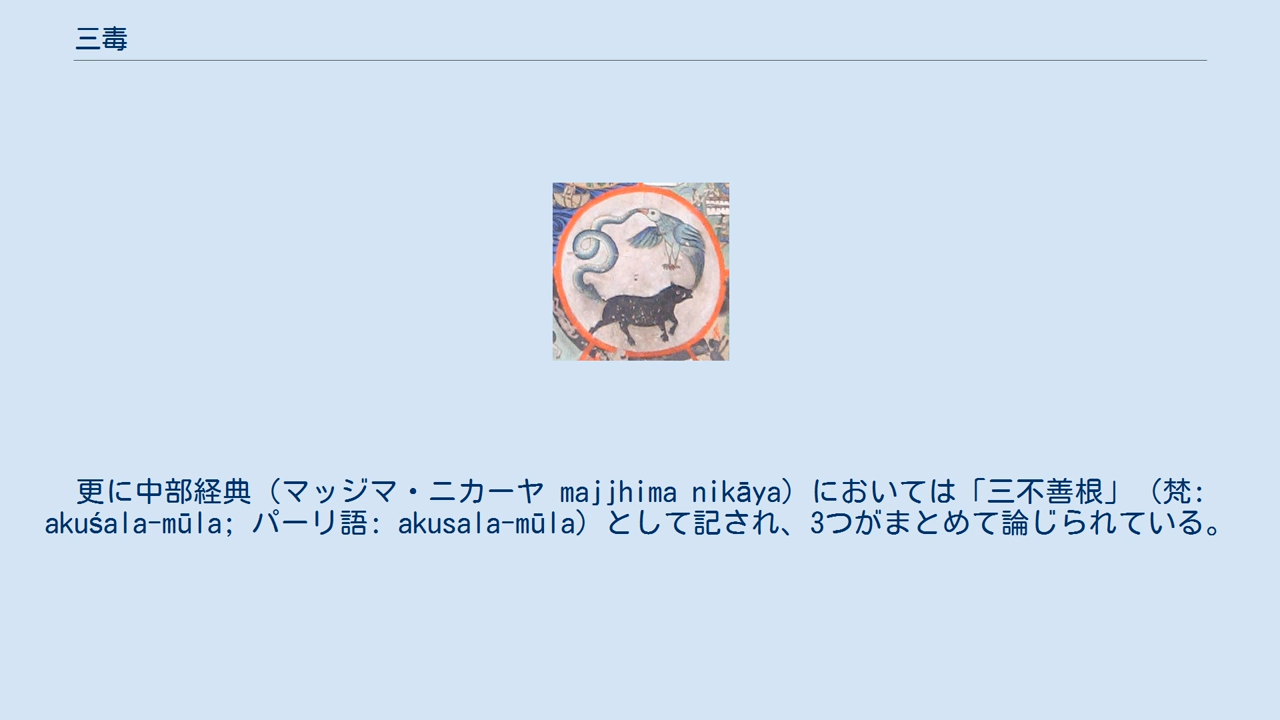 三毒
更に中部経典（マッジマ・ニカーヤ majjhima nikāya）においては「三不善根」（梵:
akuśala-mūla; パーリ語: akusala-mūla）として記され、3つがまとめて論じられている。